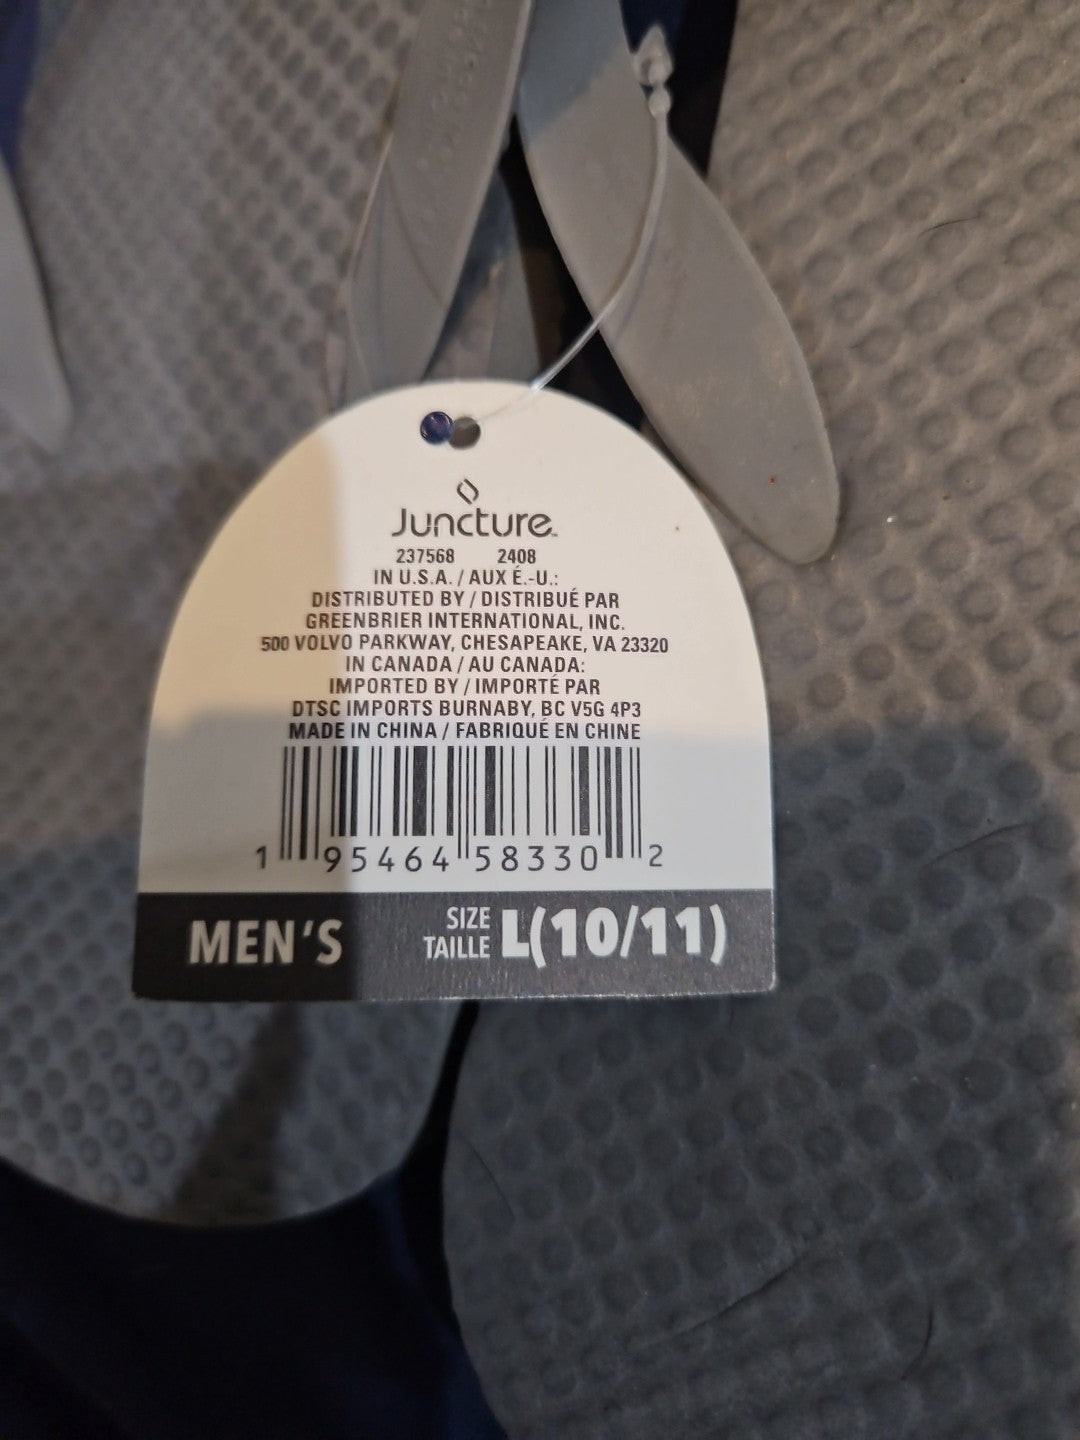 Juncture™
237568 2408
IN U.S.A. / AUX É.-U.:
DISTRIBUTED BY / DISTRIBUÉ PAR
GREENBRIER INTERNATIONAL, INC.
500 VOLVO PARKWAY, CHESAPEAKE, VA 23320
IN CANADA / AU CANADA:
IMPORTED BY / IMPORTÉ PAR
DTSC IMPORTS BURNABY, BC V5G 4P3
MADE IN CHINA / FABRIQUÉ EN CHINE
1 95464 58330 2
MEN'S
SIZE
TAILLE
L(10/11)